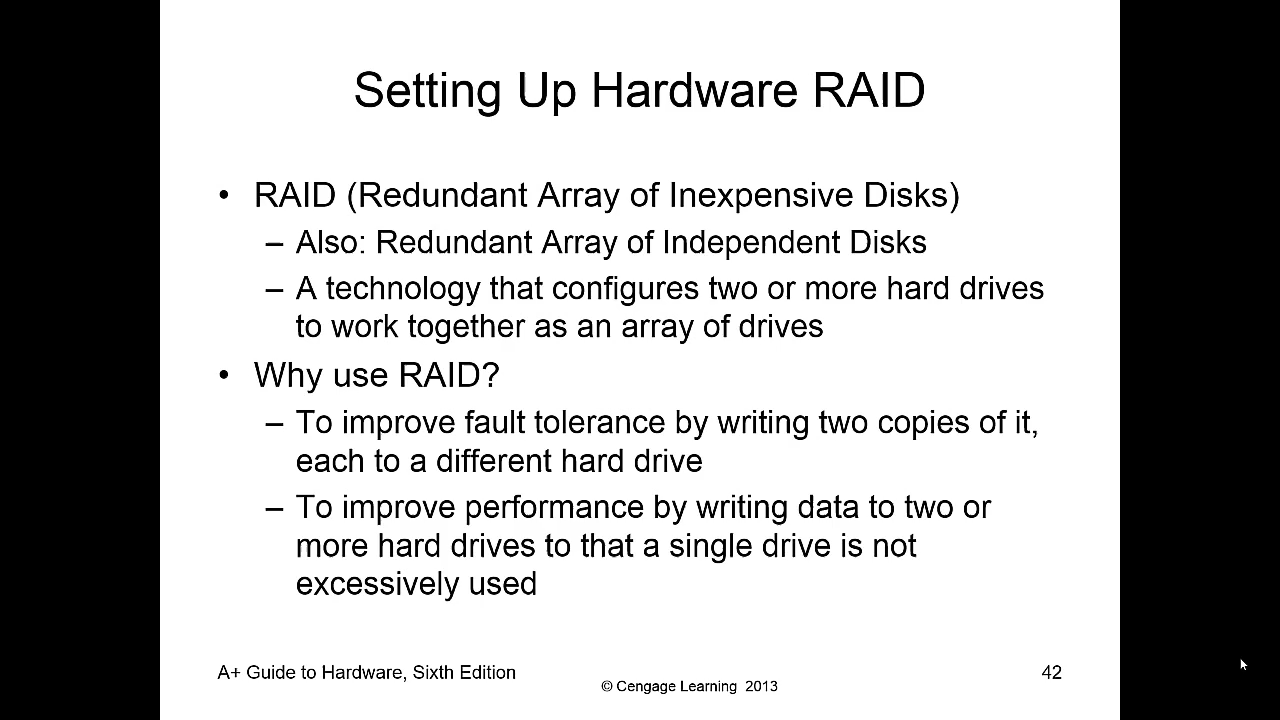 Setting Up Hardware RAID
• RAID (Redundant Array of Inexpensive Disks)
– Also: Redundant Array of Independent Disks
– A technology that configures two or more hard drives
to work together as an array of drives
• Why use RAID?
– To improve fault tolerance by writing two copies of it,
each to a different hard drive
– To improve performance by writing data to two or
more hard drives to that a single drive is not
excessively used
A+ Guide to Hardware, Sixth Edition
© Cengage Learning 2013
42